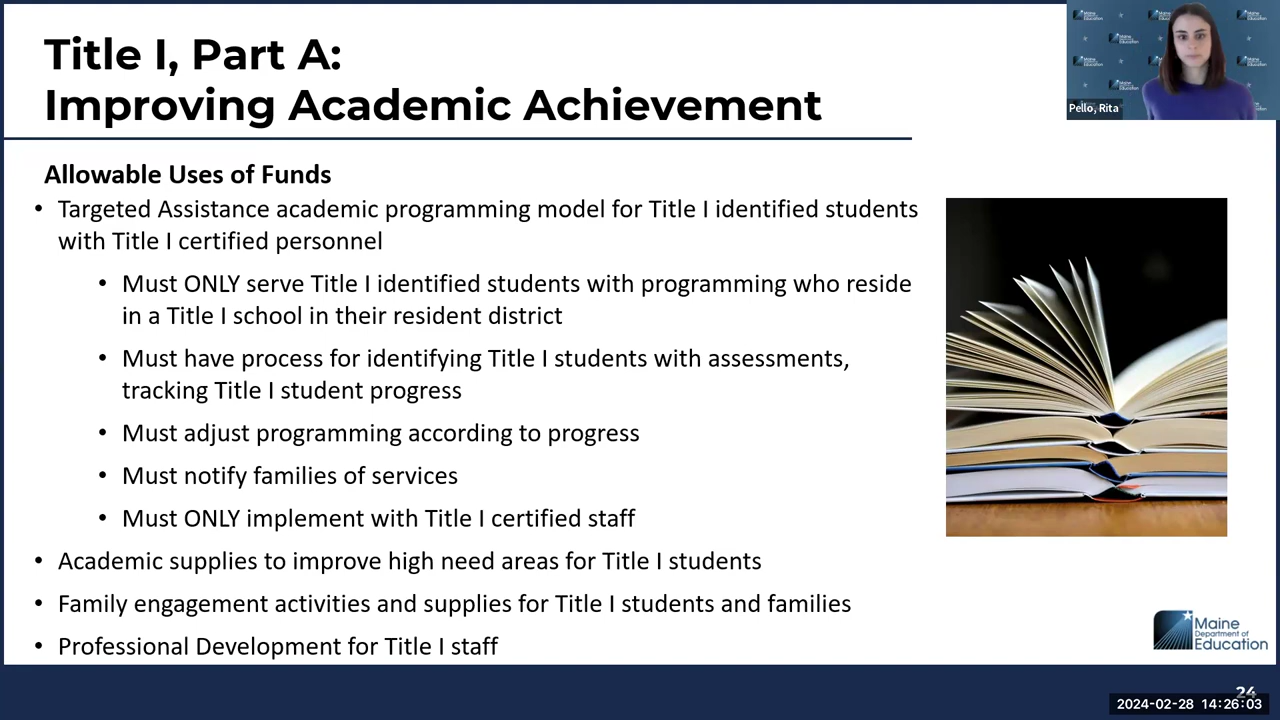 Title I, Part A:
Improving Academic Achievement
Allowable Uses of Funds
• Targeted Assistance academic programming model for Title I identified students
with Title I certified personnel
• Must ONLY serve Title I identified students with programming who reside
in a Title I school in their resident district
• Must have process for identifying Title I students with assessments,
tracking Title I student progress
• Must adjust programming according to progress
• Must notify families of services
• Must ONLY implement with Title I certified staff
• Academic supplies to improve high need areas for Title I students
• Family engagement activities and supplies for Title I students and families
• Professional Development for Title I staff
Pello, Rita
Maine
Department of
Education
24
2024-02-28 14:26:03